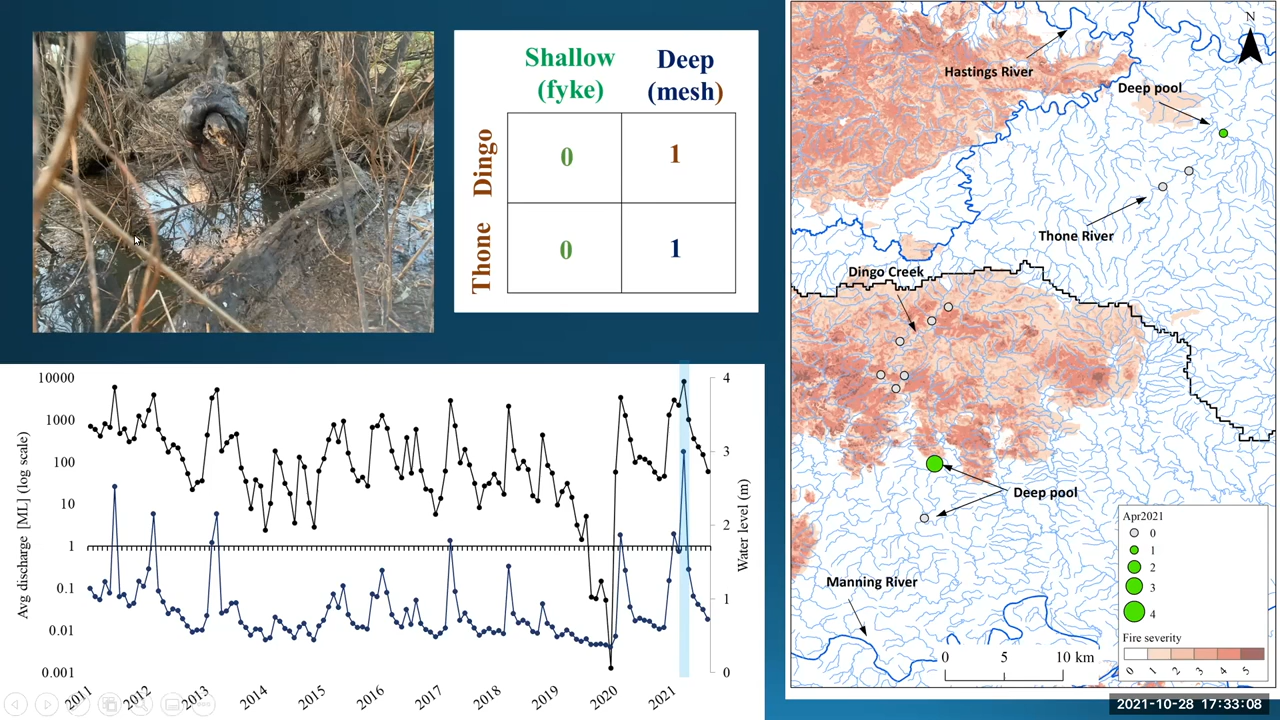 Shallow
(fyke)
Deep
(mesh)
Dingo
0
1
Thone
0
1
10000
1000
100
10
1
0.1
0.01
0.001
Avg discharge [ML] (log scale)
4
3
2
1
0
Water level (m)
2011
2012
2013
2014
2015
2016
2017
2018
2019
2020
2021
N
Hastings River
Deep pool
Thone River
Dingo Creek
Deep pool
Manning River
0 5 10 km
Apr2021
0
1
2
3
4
Fire severity
0 1 2 3 4 5
2021-10-28 17:33:08